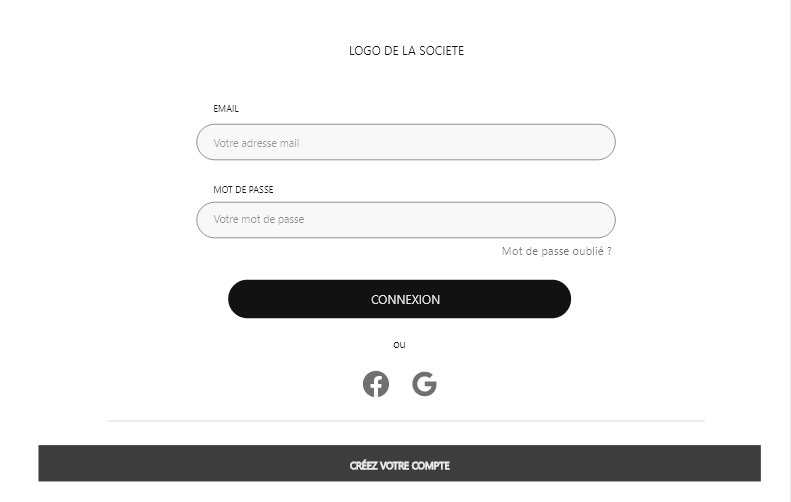 LOGO DE LA SOCIETE
EMAIL
Votre adresse mail
MOT DE PASSE
Votre mot de passe
Mot de passe oublié ?
CONNEXION
ou
CRÉEZ VOTRE COMPTE